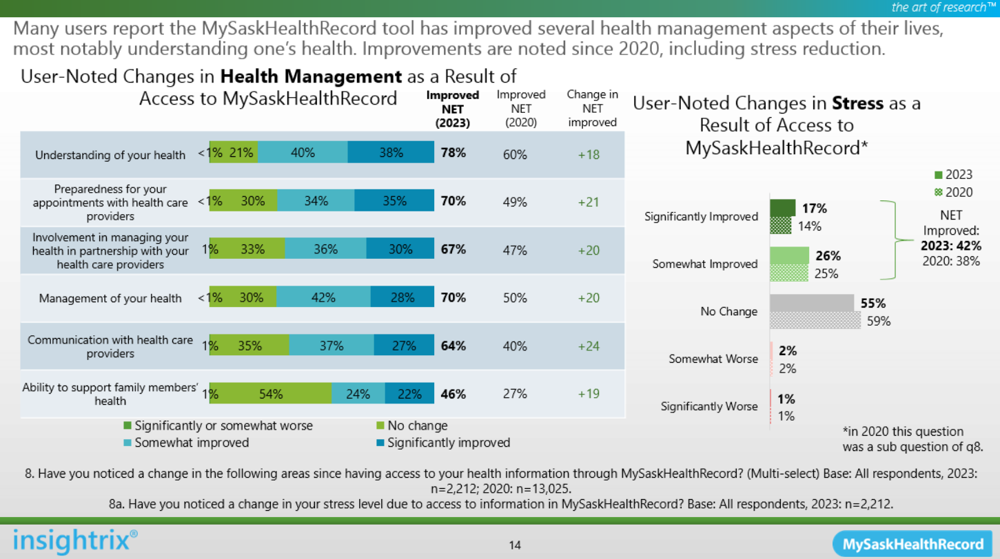 the art of research™
Many users report the MySaskHealthRecord tool has improved several health management aspects of their lives,
most notably understanding one's health. Improvements are noted since 2020, including stress reduction.
User-Noted Changes in Health Management as a Result of
Access to MySaskHealthRecord
Improved
NET
(2023)
Improved
NET
(2020)
Change in
NET
improved
Understanding of your health <1% 21% 40% 38% 78% 60% +18
Preparedness for your
appointments with health care
providers
<1% 30% 34% 35% 70% 49% +21
Involvement in managing your
health in partnership with your
health care providers
1% 33% 36% 30% 67% 47% +20
Management of your health <1% 30% 42% 28% 70% 50% +20
Communication with health care
providers
1% 35% 37% 27% 64% 40% +24
Ability to support family members'
health
1% 54% 24% 22% 46% 27% +19
Significantly or somewhat worse No change
Somewhat improved Significantly improved
User-Noted Changes in Stress as a
Result of Access to
MySaskHealthRecord*
2023
2020
Significantly Improved
17%
14%
Somewhat Improved
26%
25%
No Change
55%
59%
Somewhat Worse
2%
2%
Significantly Worse
1%
1%
NET
Improved:
2023: 42%
2020: 38%
*in 2020 this question
was a sub question of q8.
8. Have you noticed a change in the following areas since having access to your health information through MySaskHealthRecord? (Multi-select) Base: All respondents, 2023:
n=2,212; 2020: n=13,025.
8a. Have you noticed a change in your stress level due to access to information in MySaskHealthRecord? Base: All respondents, 2023: n=2,212.
insightrix®
14
MySaskHealthRecord